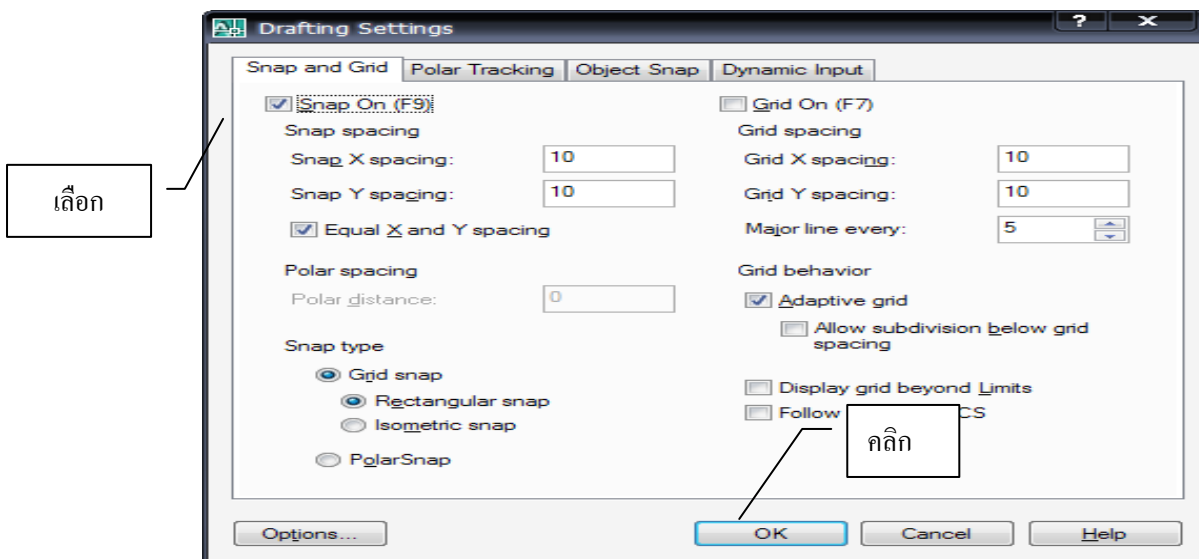 Drafting Settings
Snap and Grid
Polar Tracking
Object Snap
Dynamic Input
Snap On (F9)
Snap spacing
Snap X spacing: 10
Snap Y spacing: 10
Equal X and Y spacing
Polar spacing
Polar distance: 0
Snap type
Grid snap
Rectangular snap
Isometric snap
PolarSnap
Grid On (F7)
Grid spacing
Grid X spacing: 10
Grid Y spacing: 10
Major line every: 5
Grid behavior
Adaptive grid
Allow subdivision below grid
spacing
Display grid beyond Limits
Follow CS
เลือก
คลิก
Options...
OK
Cancel
Help